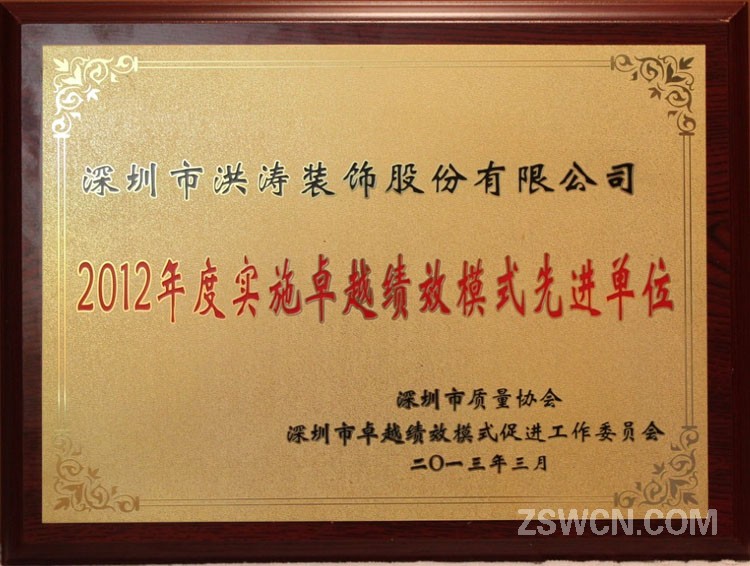 深圳市洪涛装饰股份有限公司
2012年度实施卓越绩效模式先进单位
深圳市质量协会
深圳市卓越绩效模式促进工作委员会
二〇一三年三月
ZSWCN.COM